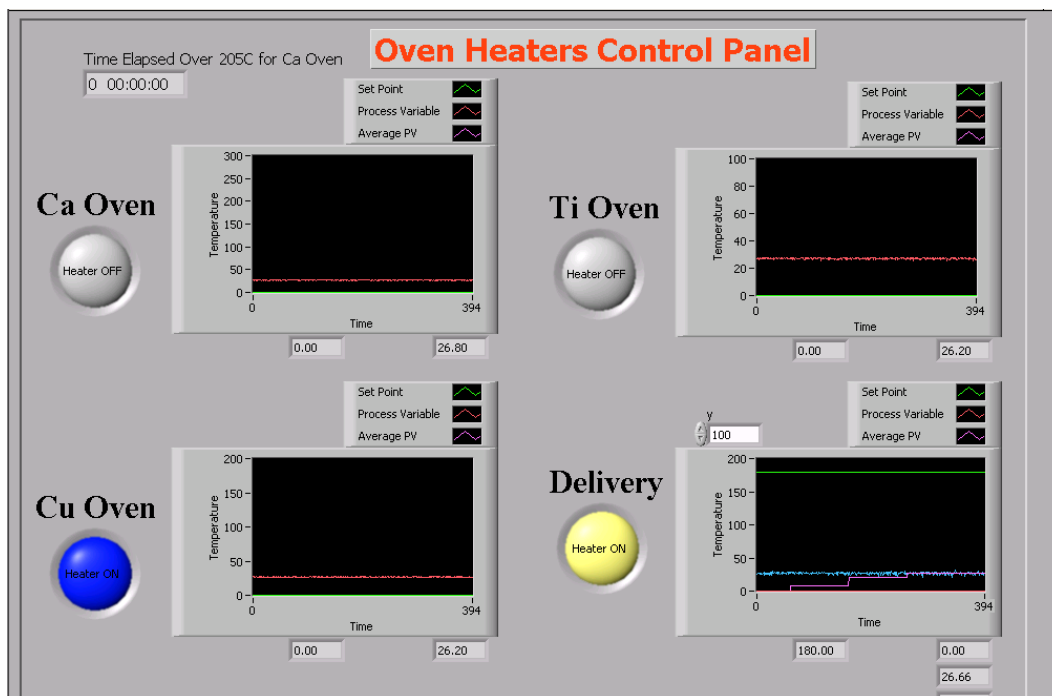 Oven Heaters Control Panel
Time Elapsed Over 205C for Ca Oven
0 00:00:00
Set Point
Process Variable
Average PV
Ca Oven
Heater OFF
Temperature
300
250
200
150
100
50
0
0
394
Time
0.00
26.80
Set Point
Process Variable
Average PV
Ti Oven
Heater OFF
Temperature
100
80
60
40
20
0
0
394
Time
0.00
26.20
Set Point
Process Variable
Average PV
Cu Oven
Heater ON
Temperature
200
150
100
50
0
0
394
Time
0.00
26.20
y
100
Set Point
Process Variable
Average PV
Delivery
Heater ON
Temperature
200
150
100
50
0
0
394
Time
180.00
0.00
26.66